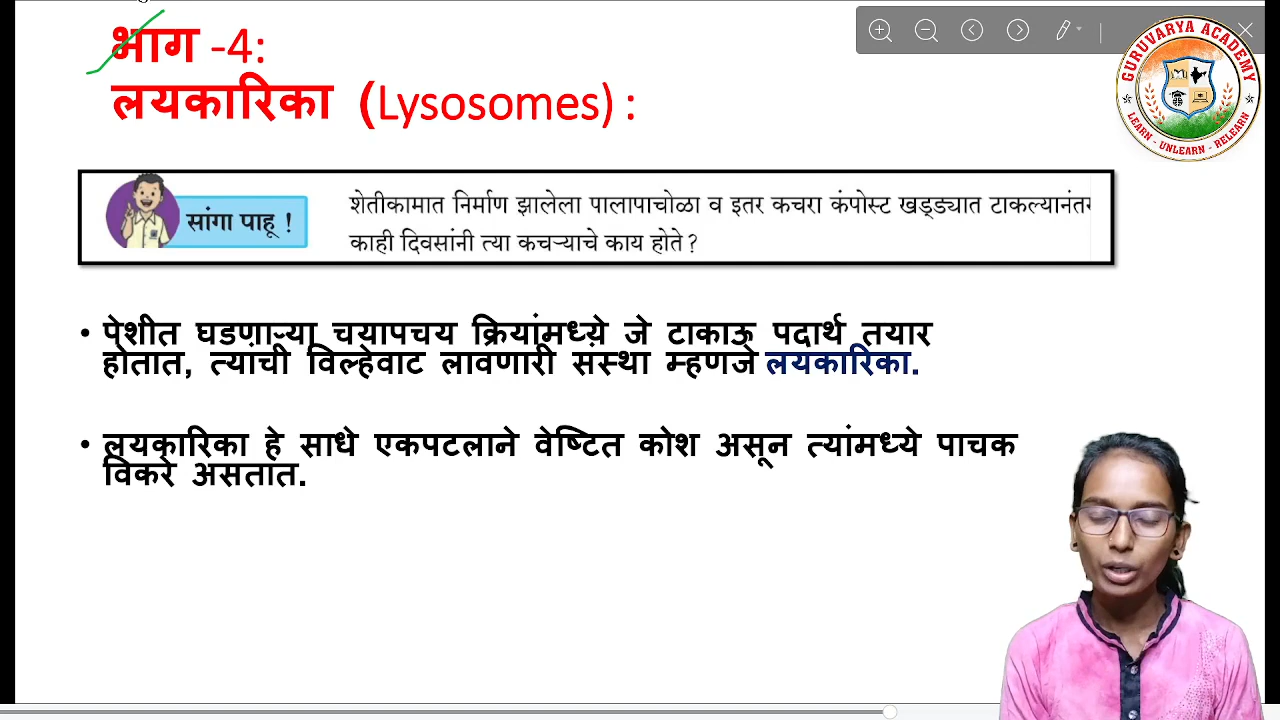 भाग -4:
लयकारिका (Lysosomes) :
GURUVARYA ACADEMY
LEARN - UNLEARN - RELEARN
सांगा पाहू !
शेतीकामात निर्माण झालेला पालापाचोळा व इतर कचरा कंपोस्ट खड्ड्यात टाकल्यानंतर
काही दिवसांनी त्या कचऱ्याचे काय होते ?
• पेशीत घडणाऱ्या चयापचय क्रियांमध्ये जे टाकाऊ पदार्थ तयार
होतात, त्यांची विल्हेवाट लावणारी संस्था म्हणजे लयकारिका.
• लयकारिका हे साधे एकपटलाने वेष्टित कोश असून त्यांमध्ये पाचक
विकरे असतात.